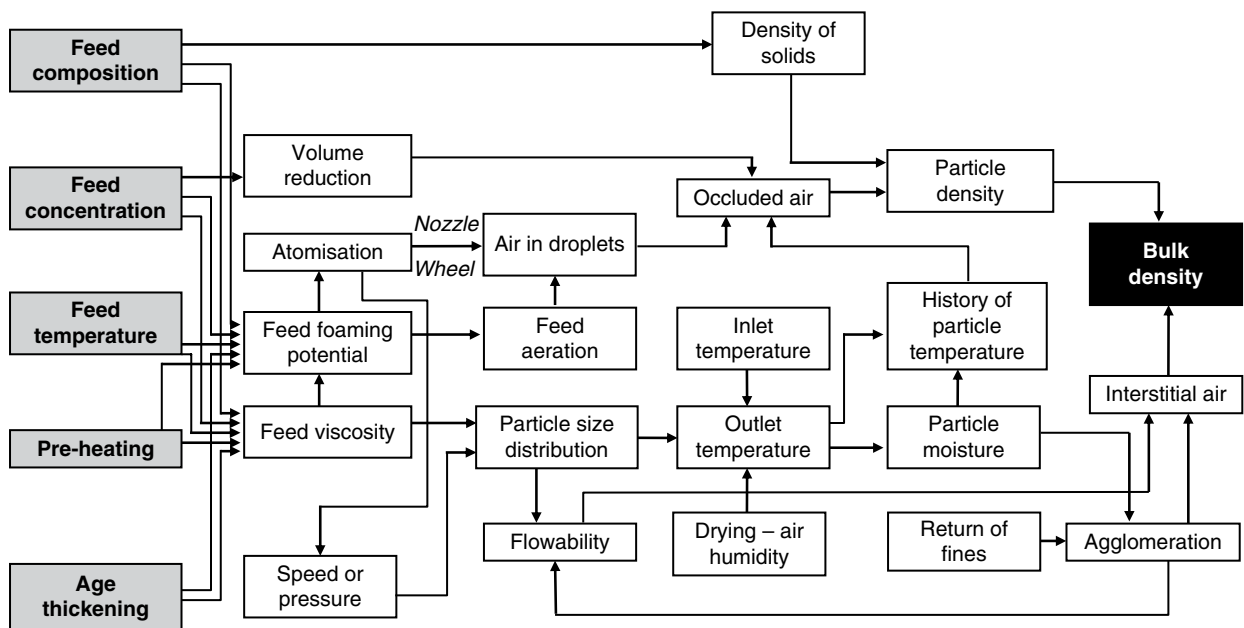 Feed
composition
Density of
solids
Feed
concentration
Volume
reduction
Occluded air
Particle
density
Atomisation
Nozzle
Wheel
Air in droplets
Bulk
density
Feed
temperature
Feed foaming
potential
Feed
aeration
Inlet
temperature
History of
particle
temperature
Interstitial air
Pre-heating
Feed viscosity
Particle size
distribution
Outlet
temperature
Particle
moisture
Flowability
Drying – air
humidity
Return of
fines
Agglomeration
Age
thickening
Speed or
pressure